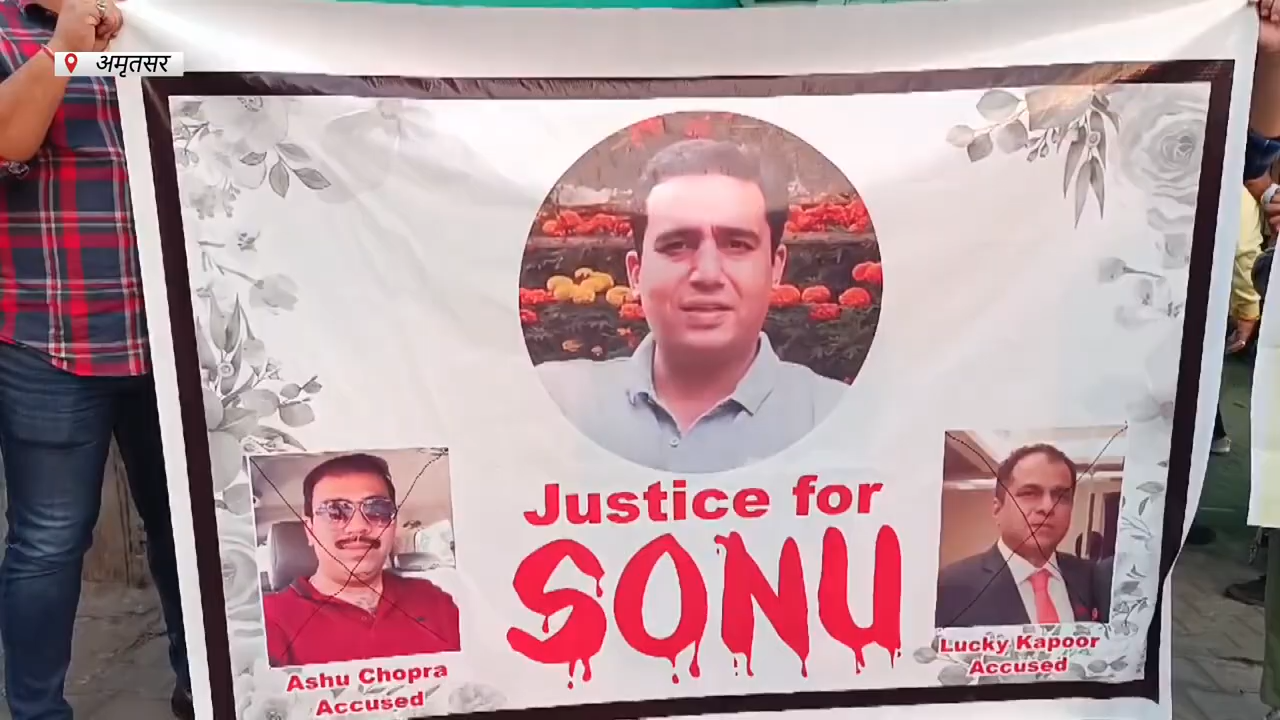 अमृतसर
Justice for
SONU
Ashu Chopra
Accused
Lucky Kapoor
Accused